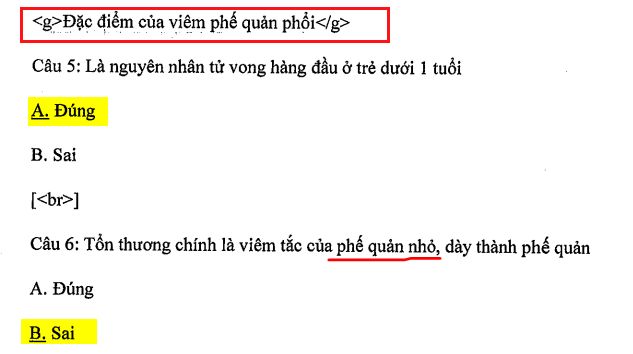 <g>Đặc điểm của viêm phế quản phổi</g>
Câu 5: Là nguyên nhân tử vong hàng đầu ở trẻ dưới 1 tuổi
A. Đúng
B. Sai
[<br>]
Câu 6: Tổn thương chính là viêm tắc của phế quản nhỏ, dày thành phế quản
A. Đúng
B. Sai